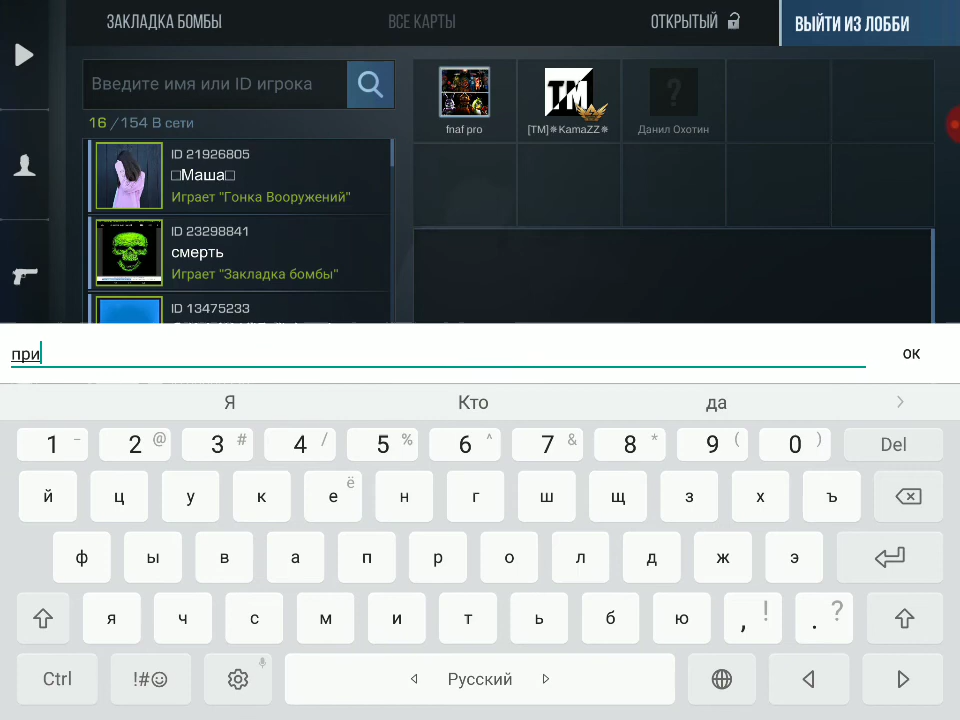 ЗАКЛАДКА БОМБЫ
ВСЕ КАРТЫ
ОТКРЫТЫЙ
ВЫЙТИ ИЗ ЛОББИ
Введите имя или ID игрока
16 /154 В сети
ID 21926805
□Маша□
Играет "Гонка Вооружений"
ID 23298841
смерть
Играет "Закладка бомбы"
ID 13475233
fnaf pro
TM
[TM]⁕KamaZZ⁕
?
Данил Охотин
при
ОК
Я Кто да
1 – 2 @ 3 # 4 / 5 % 6 ^ 7 & 8 * 9 ( 0 ) Del
й ц у к е ё н г ш щ з х ъ
ф ы в а п р о л д ж э
я ч с м и т ь б ю , ! . ?
Ctrl !#☺ Русский